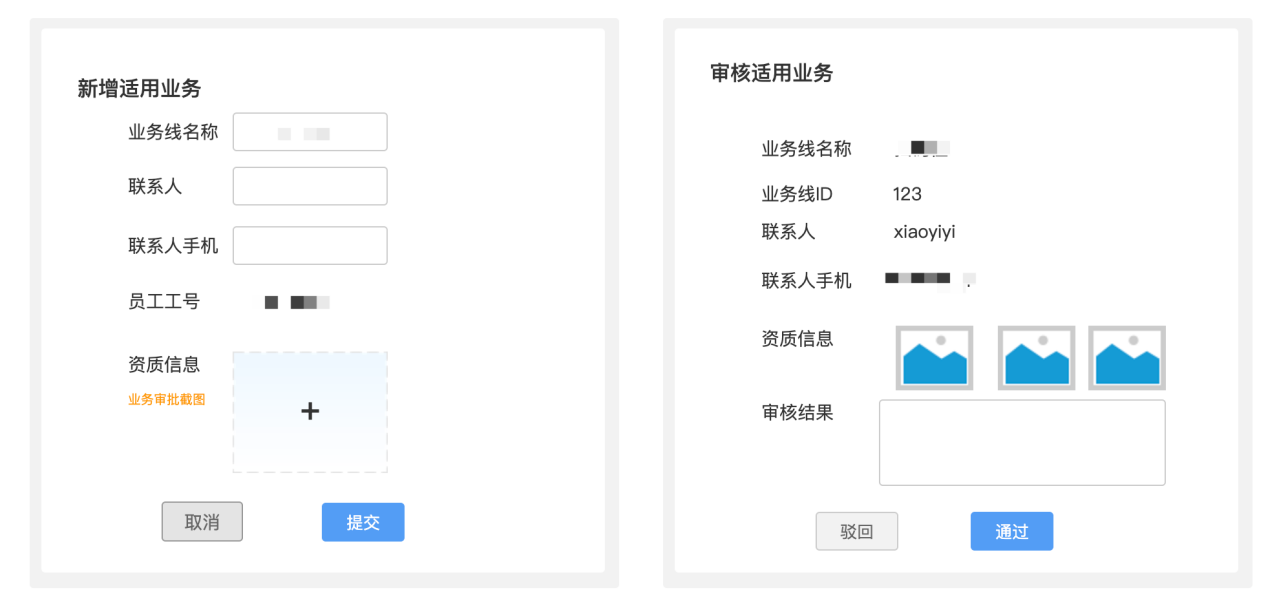 新增适用业务
业务线名称
联系人
联系人手机
员工工号
资质信息
业务审批截图
+
取消
提交
审核适用业务
业务线名称
业务线ID
123
联系人
xiaoyiyi
联系人手机
资质信息
审核结果
驳回
通过